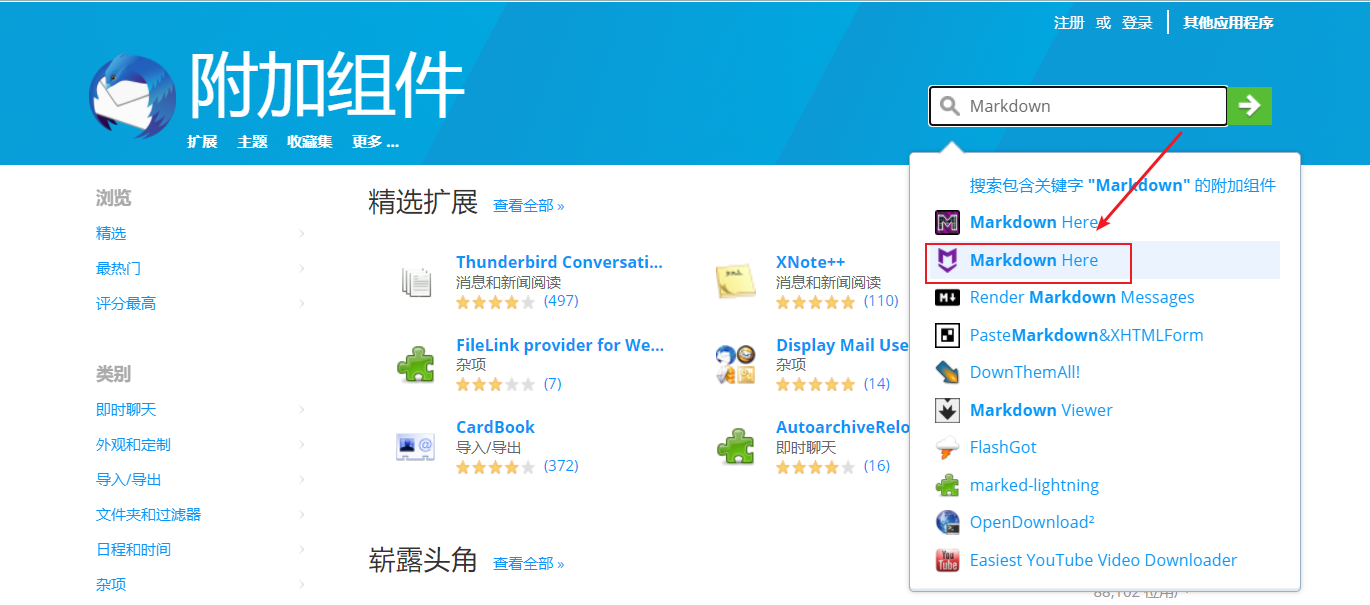 注册 或 登录 其他应用程序
附加组件
扩展 主题 收藏集 更多 ...
Markdown
搜索包含关键字 "Markdown" 的附加组件
Markdown Here
Markdown Here
Render Markdown Messages
PasteMarkdown&XHTMLForm
DownThemAll!
Markdown Viewer
FlashGot
marked-lightning
OpenDownload²
Easiest YouTube Video Downloader
浏览
精选
最热门
评分最高
类别
即时聊天
外观和定制
导入/导出
文件夹和过滤器
日程和时间
杂项
精选扩展 查看全部 »
Thunderbird Conversati...
消息和新闻阅读
(497)
XNote++
消息和新闻阅读
(110)
FileLink provider for We...
杂项
(7)
Display Mail Use
杂项
(14)
CardBook
导入/导出
(372)
AutoarchiveRelo
即时聊天
(16)
崭露头角 查看全部 »